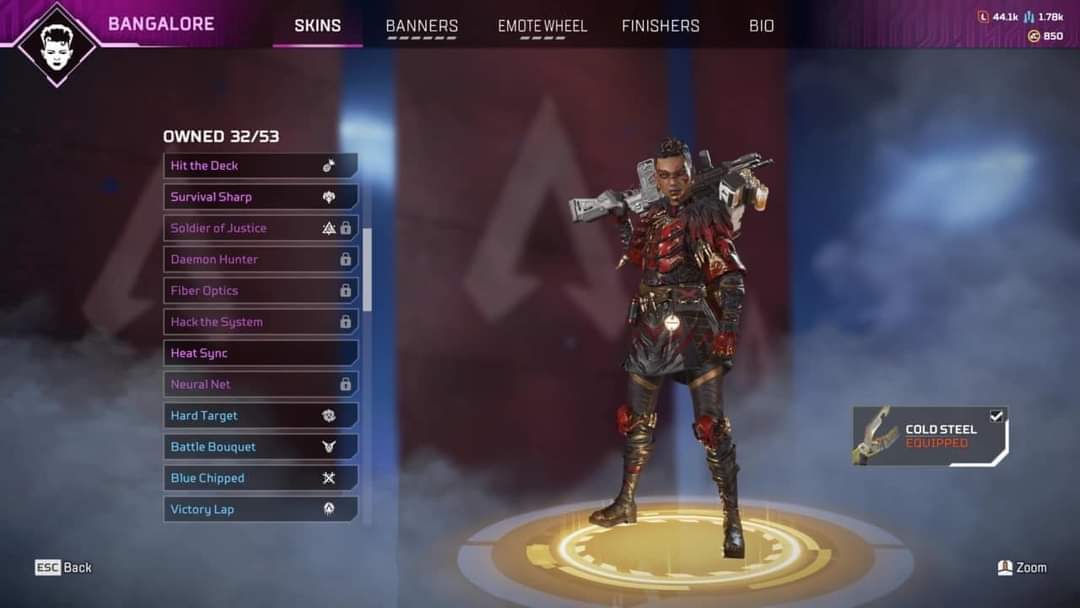 BANGALORE
SKINS
BANNERS
EMOTE WHEEL
FINISHERS
BIO
L 44.1k 1.78k
850
OWNED 32/53
Hit the Deck
Survival Sharp
Soldier of Justice
Daemon Hunter
Fiber Optics
Hack the System
Heat Sync
Neural Net
Hard Target
Battle Bouquet
Blue Chipped
Victory Lap
COLD STEEL
EQUIPPED
ESC Back
Zoom